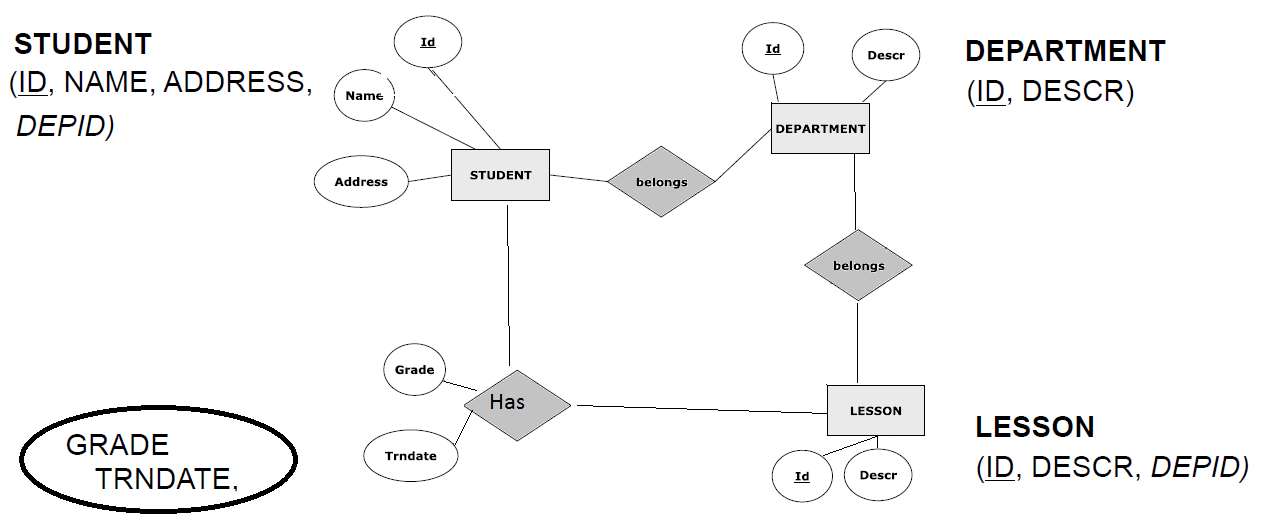 STUDENT
(ID, NAME, ADDRESS,
DEPID)
Id
Name
Address
STUDENT
belongs
Id
Descr
DEPARTMENT
DEPARTMENT
(ID, DESCR)
belongs
Grade
Has
Trndate
LESSON
Id
Descr
LESSON
(ID, DESCR, DEPID)
GRADE
TRNDATE,